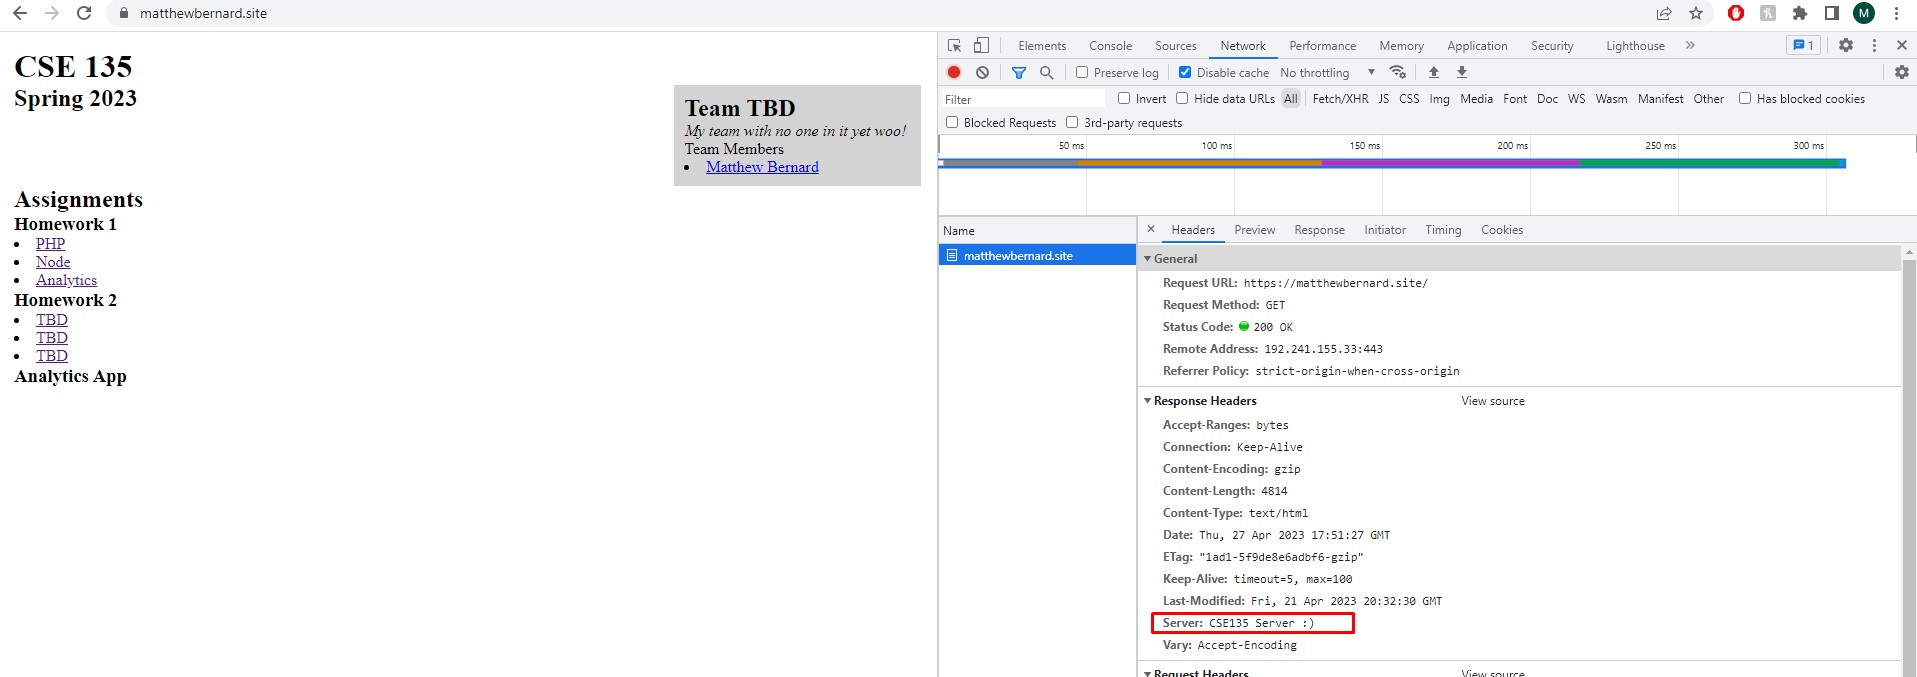 matthewbernard.site
M
CSE 135
Spring 2023
Team TBD
My team with no one in it yet woo!
Team Members
Matthew Bernard
Assignments
Homework 1
PHP
Node
Analytics
Homework 2
TBD
TBD
TBD
Analytics App
Elements Console Sources Network Performance Memory Application Security Lighthouse » 1
Preserve log Disable cache No throttling
Filter Invert Hide data URLs All Fetch/XHR JS CSS Img Media Font Doc WS Wasm Manifest Other Has blocked cookies
Blocked Requests 3rd-party requests
50 ms 100 ms 150 ms 200 ms 250 ms 300 ms
Name
matthewbernard.site
× Headers Preview Response Initiator Timing Cookies
General
Request URL: https://matthewbernard.site/
Request Method: GET
Status Code: 200 OK
Remote Address: 192.241.155.33:443
Referrer Policy: strict-origin-when-cross-origin
Response Headers View source
Accept-Ranges: bytes
Connection: Keep-Alive
Content-Encoding: gzip
Content-Length: 4814
Content-Type: text/html
Date: Thu, 27 Apr 2023 17:51:27 GMT
ETag: "1ad1-5f9de8e6adbf6-gzip"
Keep-Alive: timeout=5, max=100
Last-Modified: Fri, 21 Apr 2023 20:32:30 GMT
Server: CSE135 Server :)
Vary: Accept-Encoding
Request Headers View source